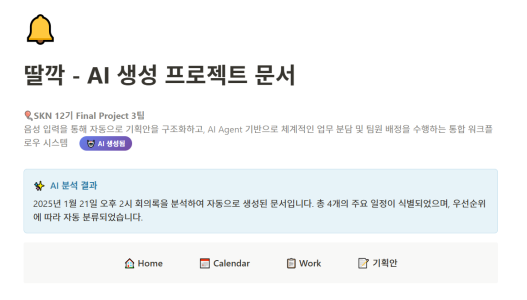 딸깍 - AI 생성 프로젝트 문서
SKN 12기 Final Project 3팀
음성 입력을 통해 자동으로 기획안을 구조화하고, AI Agent 기반으로 체계적인 업무 분담 및 팀원 배정을 수행하는 통합 워크플
로우 시스템 AI 생성됨
AI 분석 결과
2025년 1월 21일 오후 2시 회의록을 분석하여 자동으로 생성된 문서입니다. 총 4개의 주요 일정이 식별되었으며, 우선순위
에 따라 자동 분류되었습니다.
Home Calendar Work 기획안